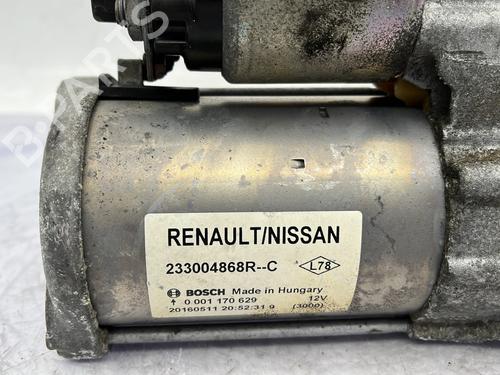 B-PARTS
RENAULT/NISSAN
233004868R--C L78
BOSCH Made in Hungary
0 001 170 629 12V
20160511 20:52:31 9 (3000)